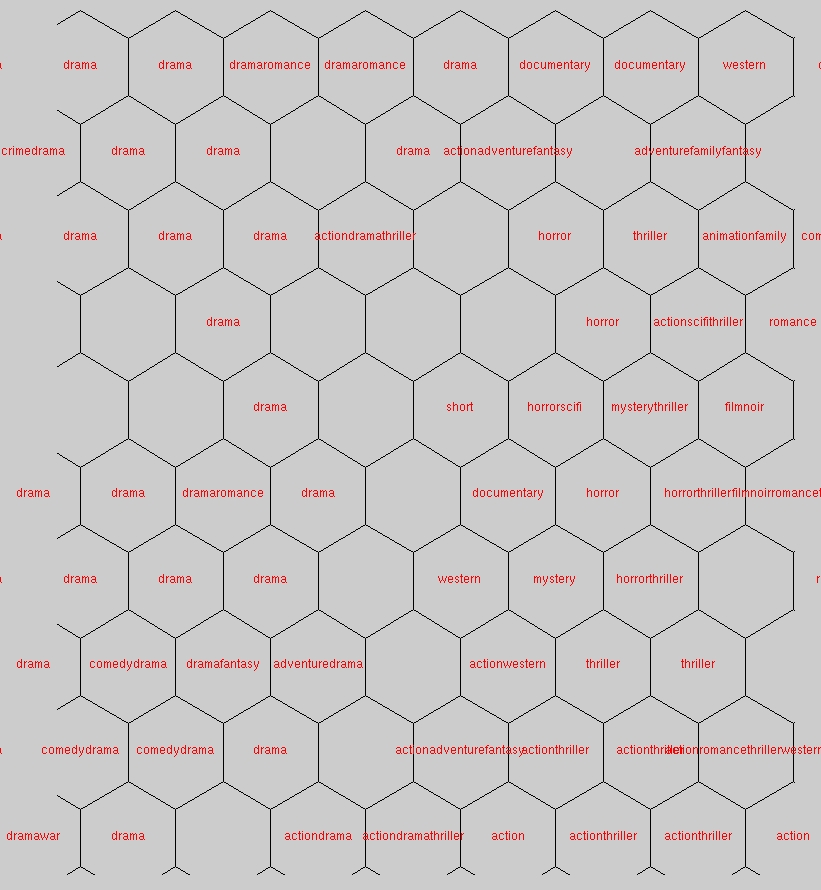 drama drama dramaromance dramaromance drama documentary documentary western
crimedrama drama drama drama actionadventurefantasy adventurefamilyfantasy
drama drama drama actiondramathriller horror thriller animationfamily com
drama horror actionscifithriller romance
drama short horrorscifi mysterythriller filmnoir
drama drama dramaromance drama documentary horror horrorthriller filmnoirromancet
drama drama drama western mystery horrorthriller
drama comedydrama dramafantasy adventuredrama actionwestern thriller thriller
comedydrama comedydrama drama actionadventurefantasy actionthriller actionthriller actionromancethrillerwestern
dramawar drama actiondrama actiondramathriller action actionthriller actionthriller action